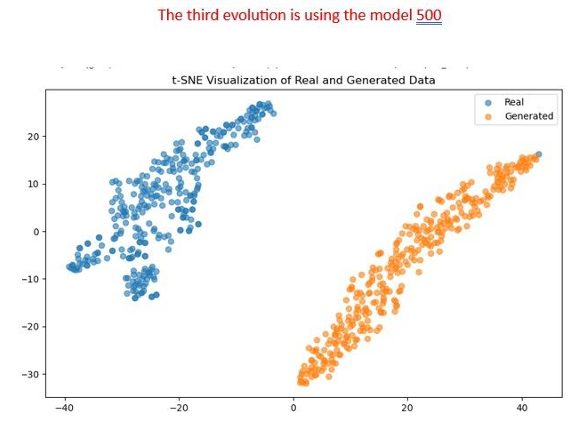 The third evolution is using the model 500
t-SNE Visualization of Real and Generated Data
Real
Generated
20
10
0
−10
−20
−30
−40
−20
0
20
40